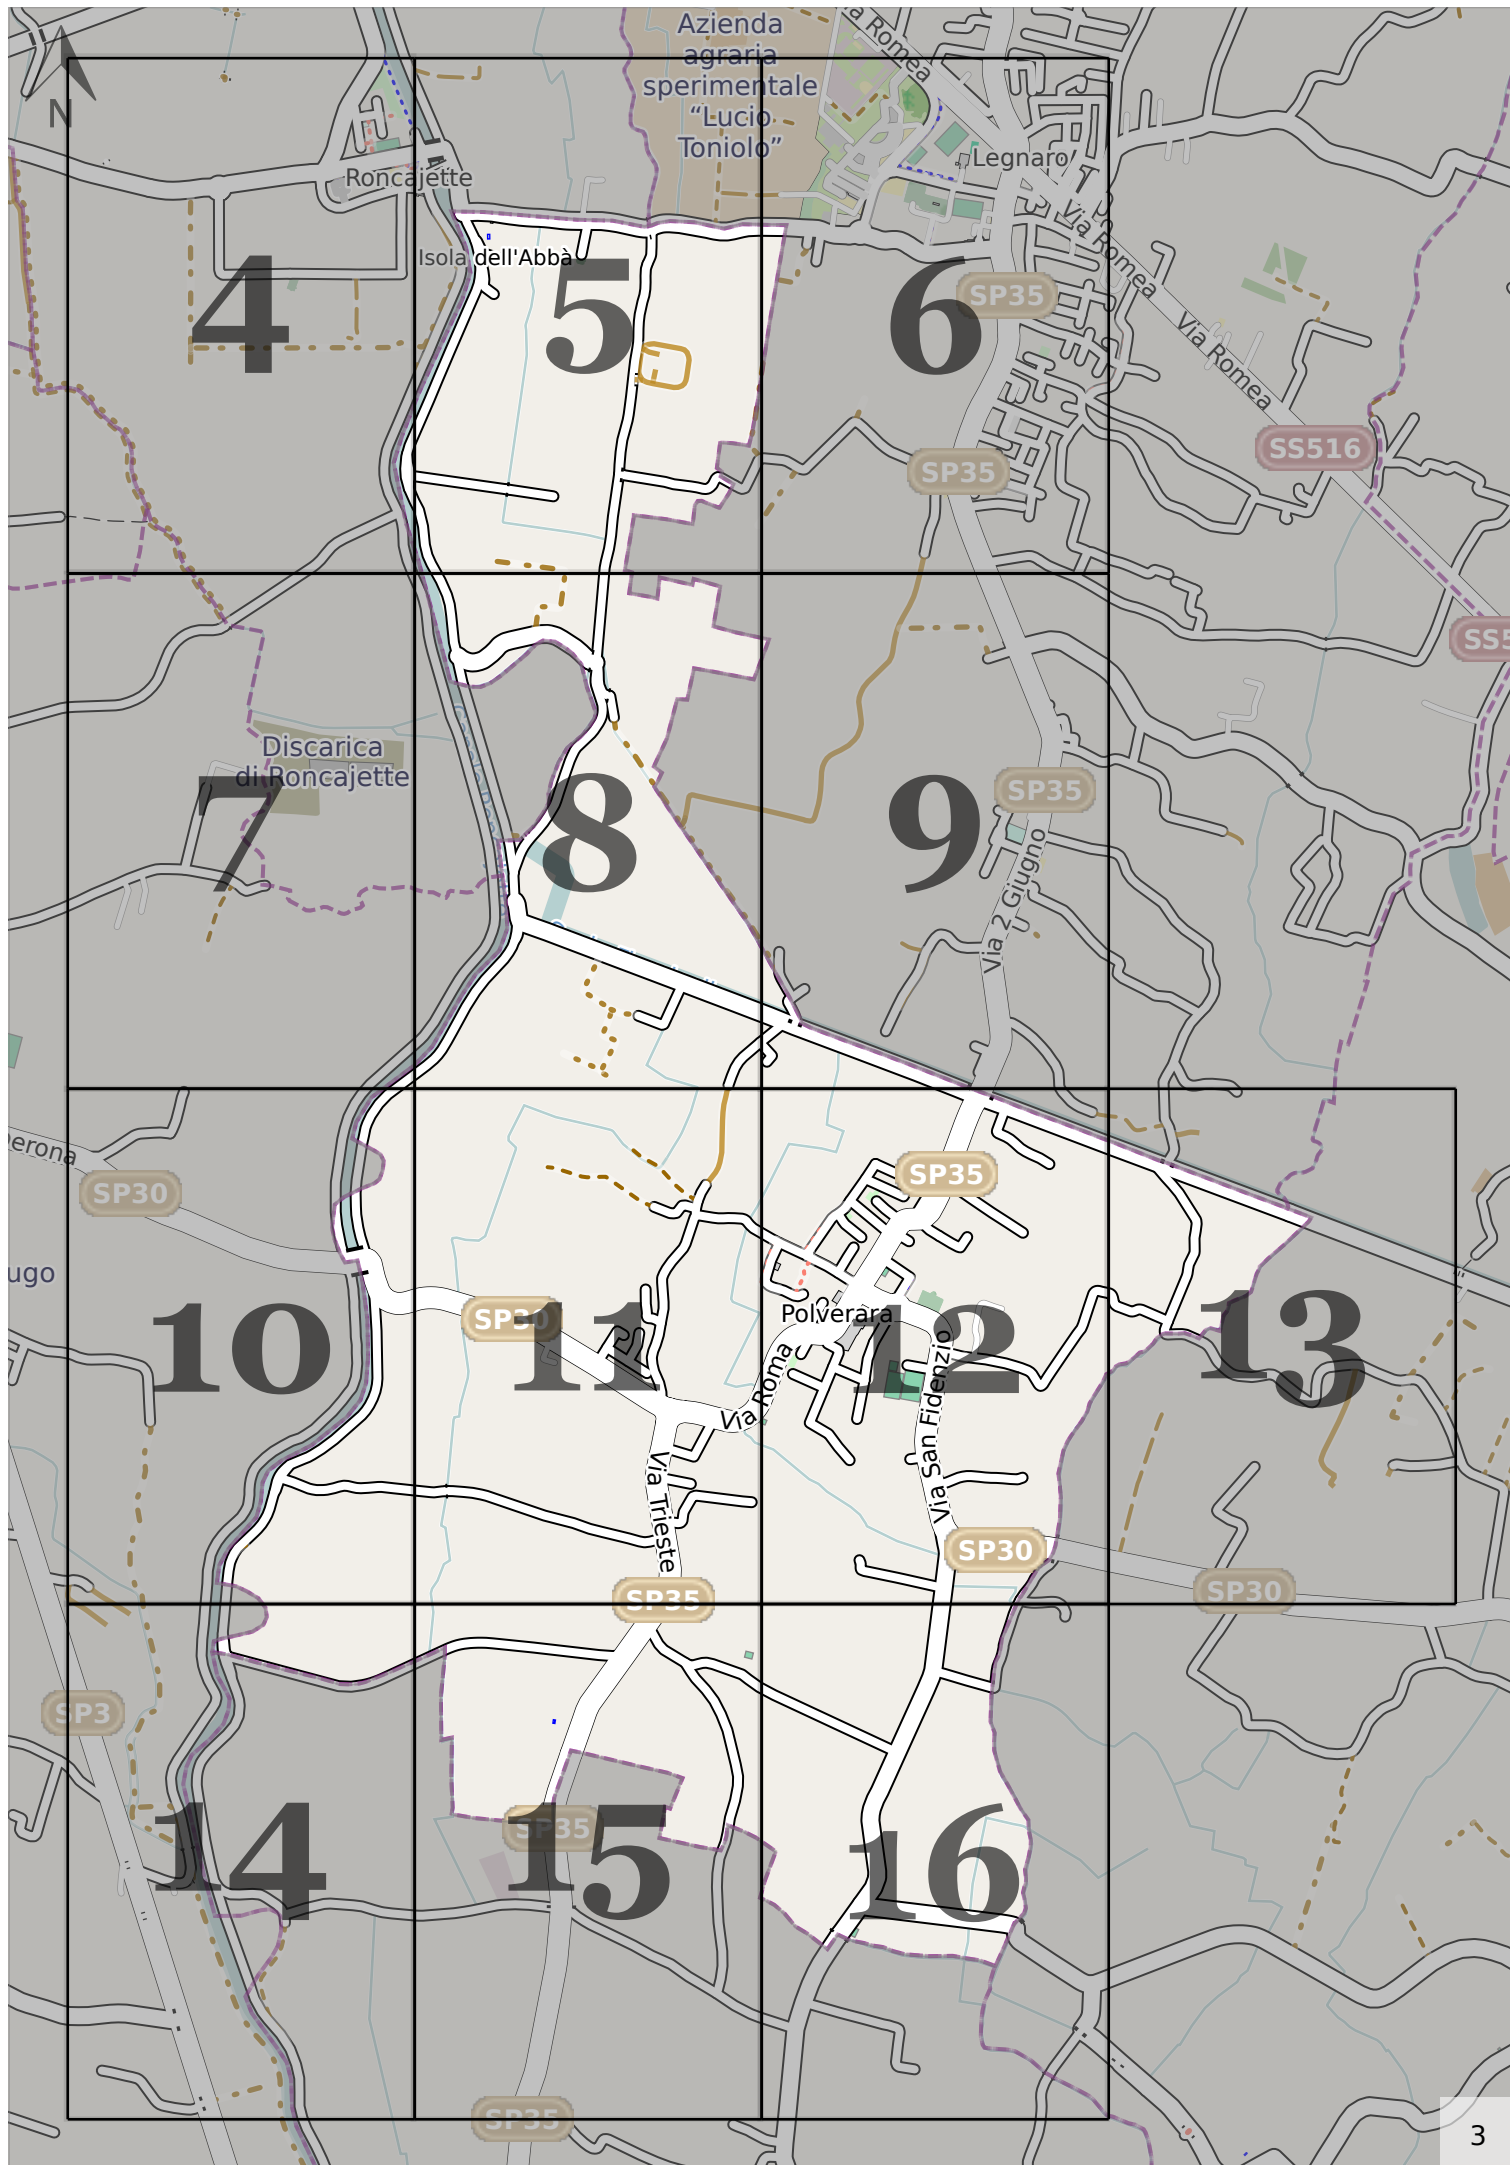 Azienda
agraria
sperimentale
“Lucio
Toniolo”
Via Romea
N
Roncajette
Legnaro
Via Romea
Isola dell'Abbà
4
5
6
SP35
Via Romea
SS516
SP35
Discarica
di Roncajette
7
8
9
SP35
Via 2 Giugno
SP30
SP35
SP30
Polverara
10
11
12
13
Via Roma
Via San Fidenzio
Via Trieste
SP30
SP30
SP35
SP3
SP35
14
15
16
SP35
3